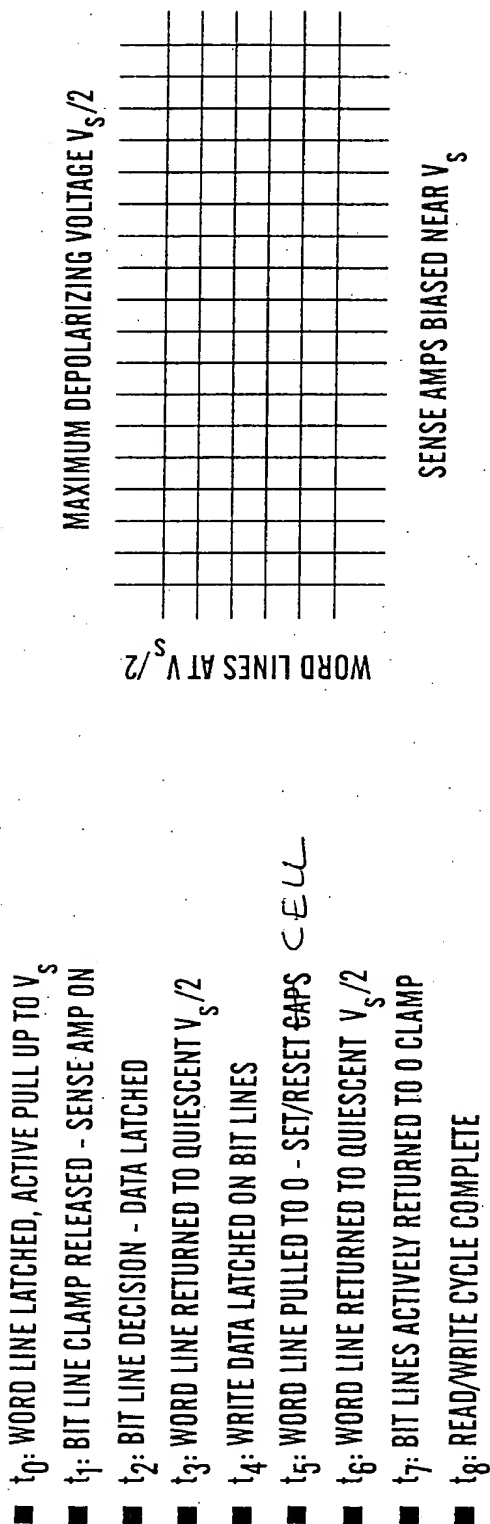 ■ t₀: WORD LINE LATCHED, ACTIVE PULL UP TO Vₛ
■ t₁: BIT LINE CLAMP RELEASED - SENSE AMP ON
■ t₂: BIT LINE DECISION - DATA LATCHED
■ t₃: WORD LINE RETURNED TO QUIESCENT Vₛ/2
■ t₄: WRITE DATA LATCHED ON BIT LINES
■ t₅: WORD LINE PULLED TO 0 - SET/RESET CAPS CELL
■ t₆: WORD LINE RETURNED TO QUIESCENT Vₛ/2
■ t₇: BIT LINES ACTIVELY RETURNED TO 0 CLAMP
■ t₈: READ/WRITE CYCLE COMPLETE
MAXIMUM DEPOLARIZING VOLTAGE Vₛ/2
WORD LINES AT Vₛ/2
SENSE AMPS BIASED NEAR Vₛ